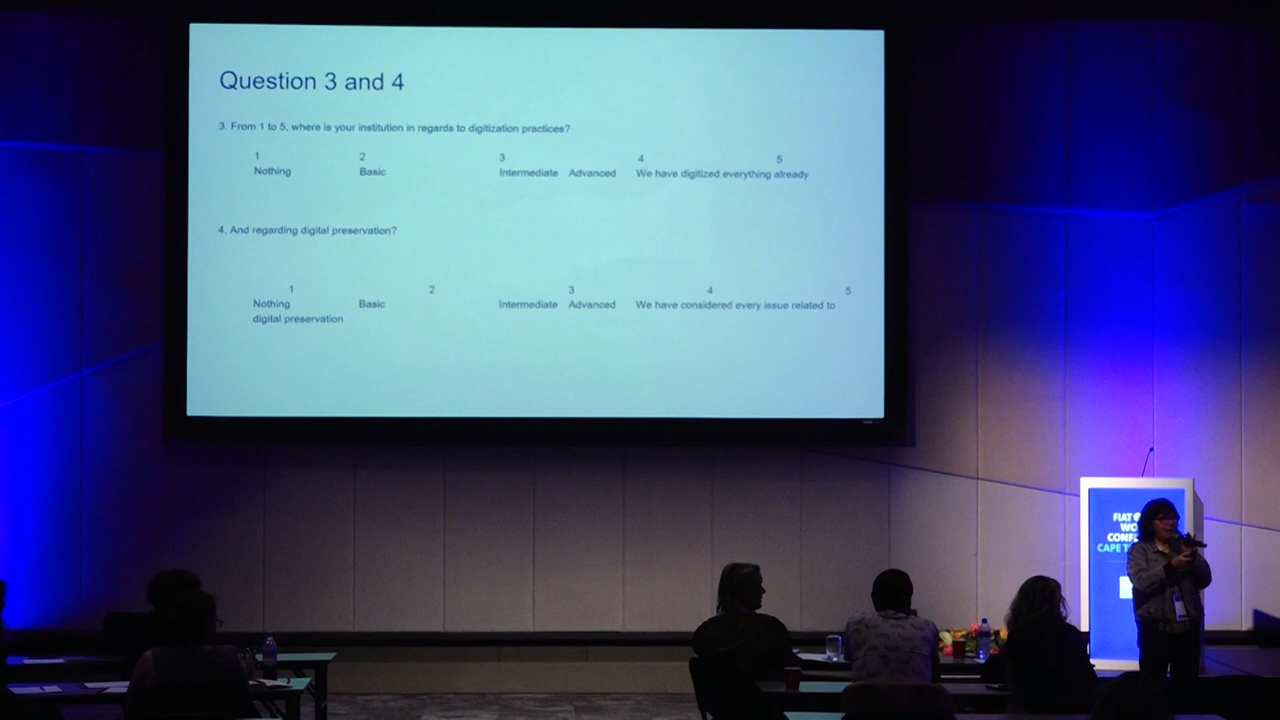 Question 3 and 4
3. From 1 to 5, where is your institution in regards to digitization practices?
1 2 3 4 5
Nothing Basic Intermediate Advanced We have digitized everything already
4. And regarding digital preservation?
1 2 3 4 5
Nothing Basic Intermediate Advanced We have considered every issue related to
digital preservation
FIAT
CAPE